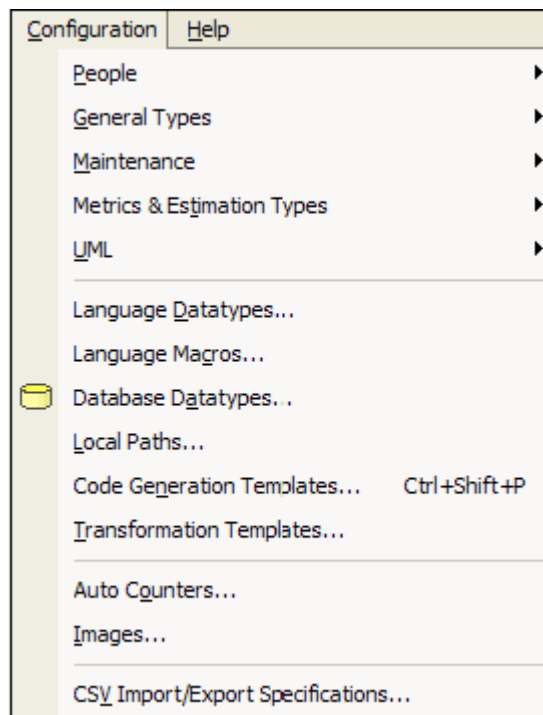 Configuration Help
People
General Types
Maintenance
Metrics & Estimation Types
UML
Language Datatypes...
Language Macros...
Database Datatypes...
Local Paths...
Code Generation Templates... Ctrl+Shift+P
Transformation Templates...
Auto Counters...
Images...
CSV Import/Export Specifications...